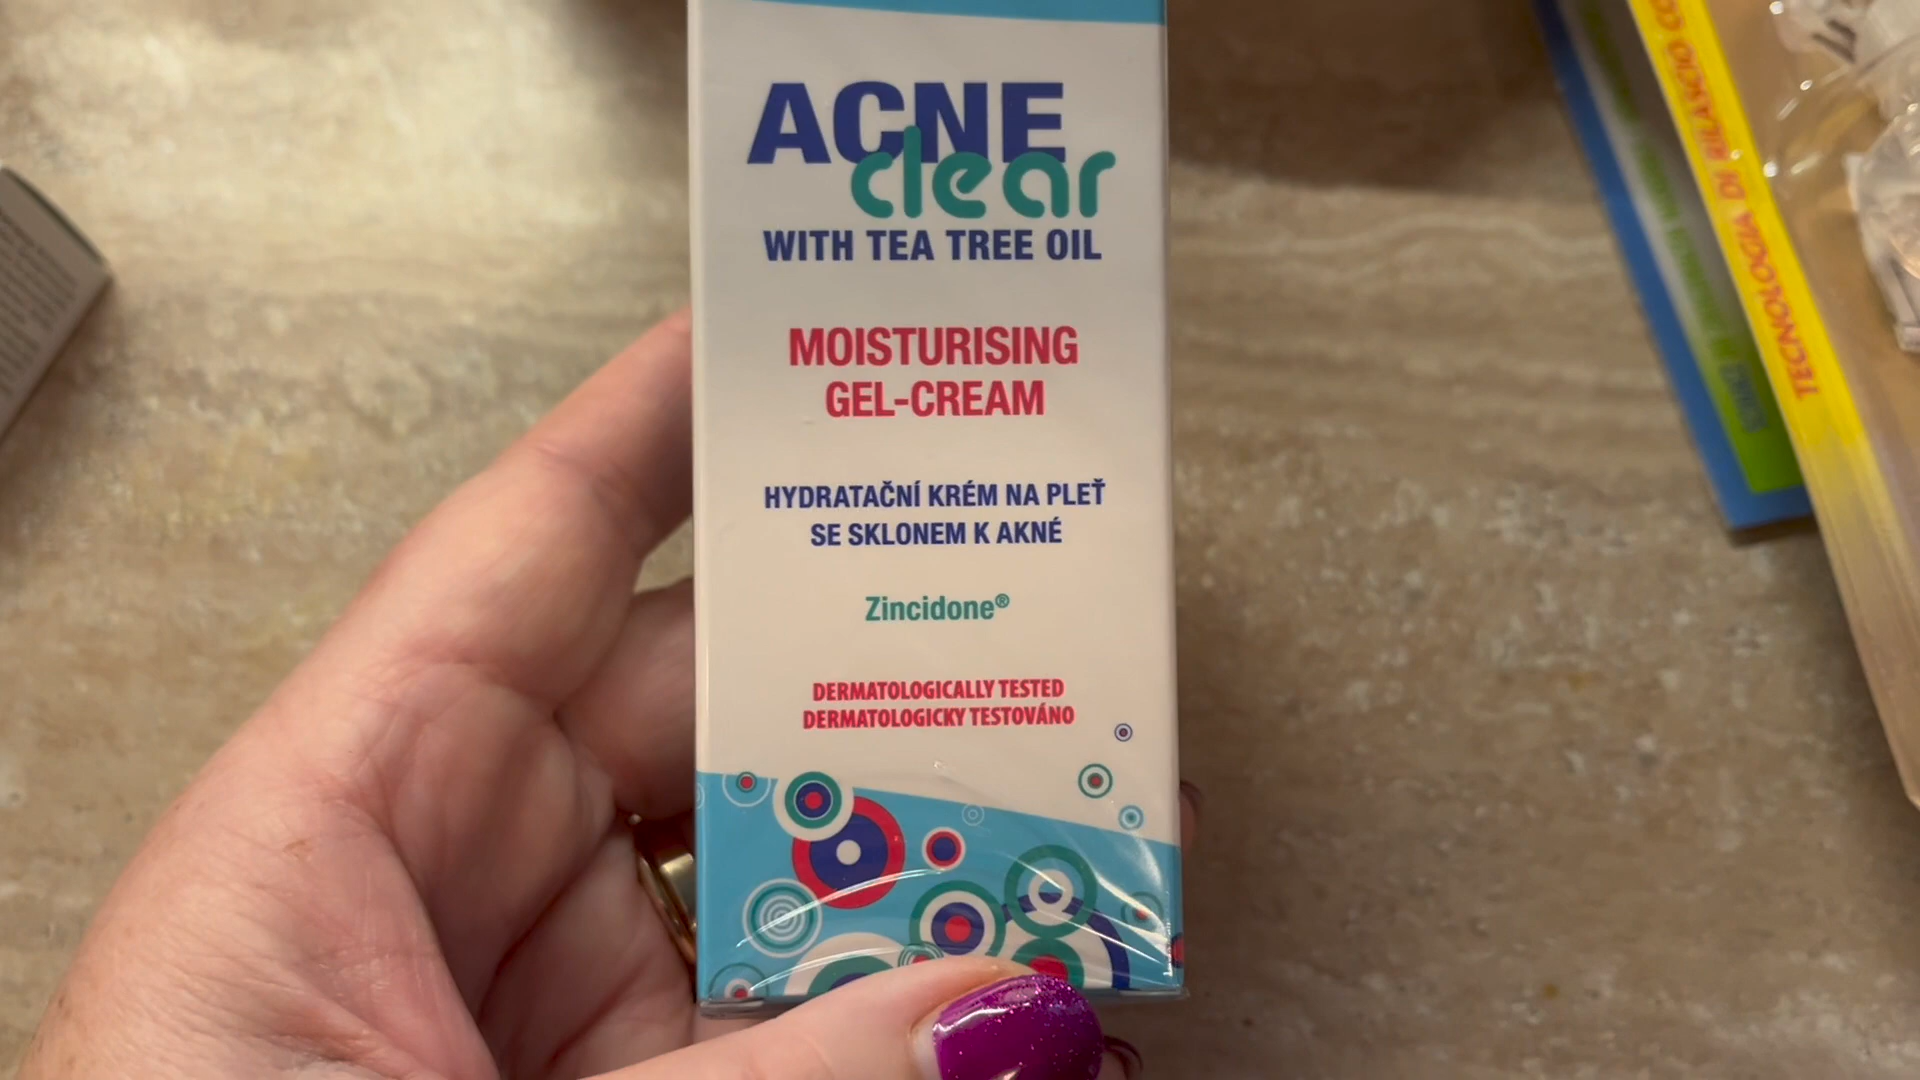 ACNE
clear
WITH TEA TREE OIL
MOISTURISING
GEL-CREAM
HYDRATAČNÍ KRÉM NA PLEŤ
SE SKLONEM K AKNÉ
Zincidone®
DERMATOLOGICALLY TESTED
DERMATOLOGICKY TESTOVÁNO
TECNOLOGIA DI RILASCIO CO